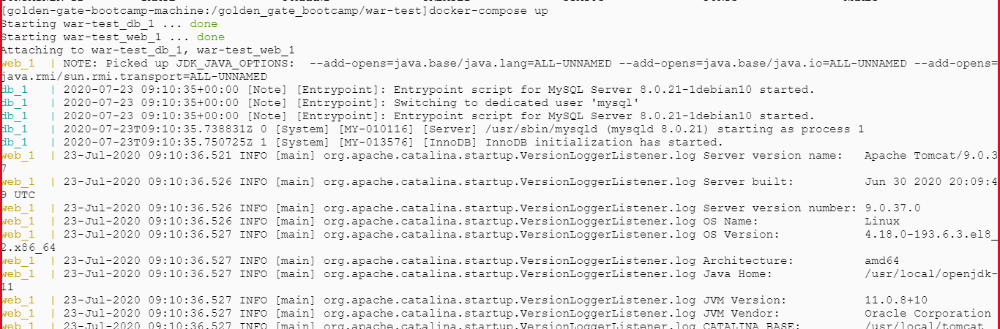 [golden-gate-bootcamp-machine:/golden_gate_bootcamp/war-test]docker-compose up
Starting war-test_db_1 ... done
Starting war-test_web_1 ... done
Attaching to war-test_db_1, war-test_web_1
web_1  | NOTE: Picked up JDK_JAVA_OPTIONS:  --add-opens=java.base/java.lang=ALL-UNNAMED --add-opens=java.base/java.io=ALL-UNNAMED --add-opens=
java.rmi/sun.rmi.transport=ALL-UNNAMED
db_1   | 2020-07-23 09:10:35+00:00 [Note] [Entrypoint]: Entrypoint script for MySQL Server 8.0.21-1debian10 started.
db_1   | 2020-07-23 09:10:35+00:00 [Note] [Entrypoint]: Switching to dedicated user 'mysql'
db_1   | 2020-07-23 09:10:35+00:00 [Note] [Entrypoint]: Entrypoint script for MySQL Server 8.0.21-1debian10 started.
db_1   | 2020-07-23T09:10:35.738831Z 0 [System] [MY-010116] [Server] /usr/sbin/mysqld (mysqld 8.0.21) starting as process 1
db_1   | 2020-07-23T09:10:35.750725Z 1 [System] [MY-013576] [InnoDB] InnoDB initialization has started.
web_1  | 23-Jul-2020 09:10:36.521 INFO [main] org.apache.catalina.startup.VersionLoggerListener.log Server version name:   Apache Tomcat/9.0.3
7
web_1  | 23-Jul-2020 09:10:36.526 INFO [main] org.apache.catalina.startup.VersionLoggerListener.log Server built:          Jun 30 2020 20:09:4
9 UTC
web_1  | 23-Jul-2020 09:10:36.526 INFO [main] org.apache.catalina.startup.VersionLoggerListener.log Server version number: 9.0.37.0
web_1  | 23-Jul-2020 09:10:36.526 INFO [main] org.apache.catalina.startup.VersionLoggerListener.log OS Name:               Linux
web_1  | 23-Jul-2020 09:10:36.527 INFO [main] org.apache.catalina.startup.VersionLoggerListener.log OS Version:            4.18.0-193.6.3.el8_
2.x86_64
web_1  | 23-Jul-2020 09:10:36.527 INFO [main] org.apache.catalina.startup.VersionLoggerListener.log Architecture:          amd64
web_1  | 23-Jul-2020 09:10:36.527 INFO [main] org.apache.catalina.startup.VersionLoggerListener.log Java Home:             /usr/local/openjdk-
11
web_1  | 23-Jul-2020 09:10:36.527 INFO [main] org.apache.catalina.startup.VersionLoggerListener.log JVM Version:           11.0.8+10
web_1  | 23-Jul-2020 09:10:36.527 INFO [main] org.apache.catalina.startup.VersionLoggerListener.log JVM Vendor:            Oracle Corporation
web_1  | 23-Jul-2020 09:10:36.527 INFO [main] org.apache.catalina.startup.VersionLoggerListener.log CATALINA_BASE:         /usr/local/tomcat